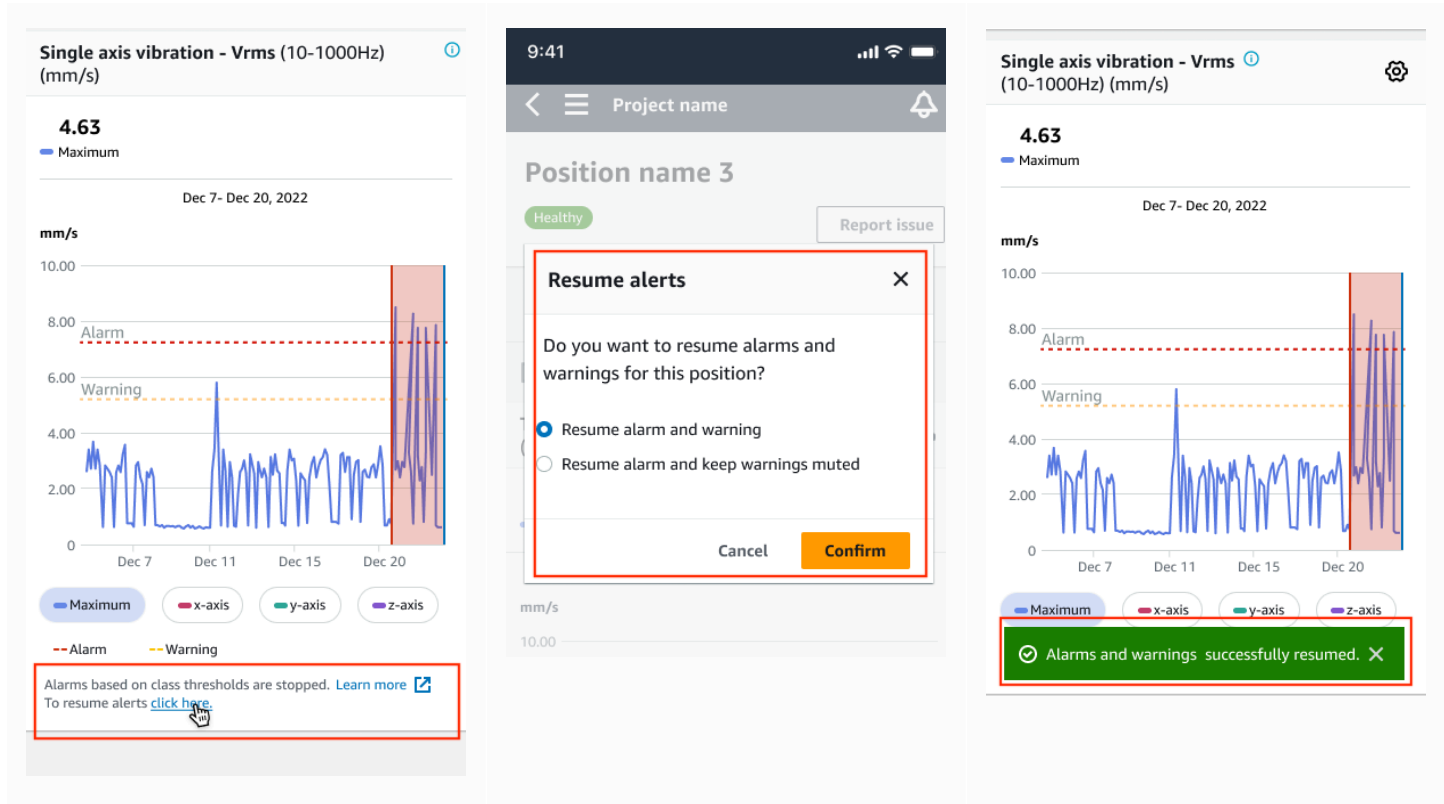 Single axis vibration - Vrms (10-1000Hz)
(mm/s)
4.63
Maximum
Dec 7- Dec 20, 2022
mm/s
10.00
8.00
Alarm
6.00
Warning
4.00
2.00
0
Dec 7 Dec 11 Dec 15 Dec 20
Maximum x-axis y-axis z-axis
Alarm Warning
Alarms based on class thresholds are stopped. Learn more
To resume alerts click here.
9:41
Project name
Position name 3
Healthy
Report issue
Resume alerts
Do you want to resume alarms and
warnings for this position?
Resume alarm and warning
Resume alarm and keep warnings muted
Cancel Confirm
mm/s
10.00
Single axis vibration - Vrms
(10-1000Hz) (mm/s)
4.63
Maximum
Dec 7- Dec 20, 2022
mm/s
10.00
8.00
Alarm
6.00
Warning
4.00
2.00
0
Dec 7 Dec 11 Dec 15 Dec 20
Maximum x-axis y-axis z-axis
Alarms and warnings successfully resumed.